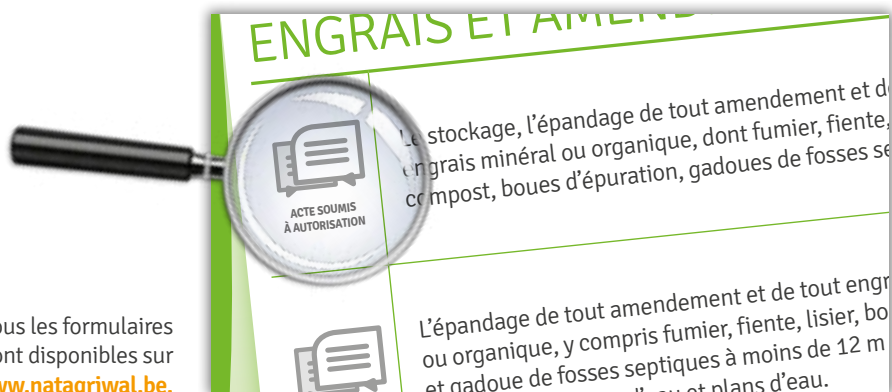 ENGRAIS ET AMEND
ACTE SOUMIS
À AUTORISATION
Le stockage, l'épandage de tout amendement et de
engrais minéral ou organique, dont fumier, fiente,
compost, boues d'épuration, gadoues de fosses se
L'épandage de tout amendement et de tout engr
ou organique, y compris fumier, fiente, lisier, bo
et gadoue de fosses septiques à moins de 12 m
et plans d'eau.
ous les formulaires
ont disponibles sur
ww.natagriwal.be.